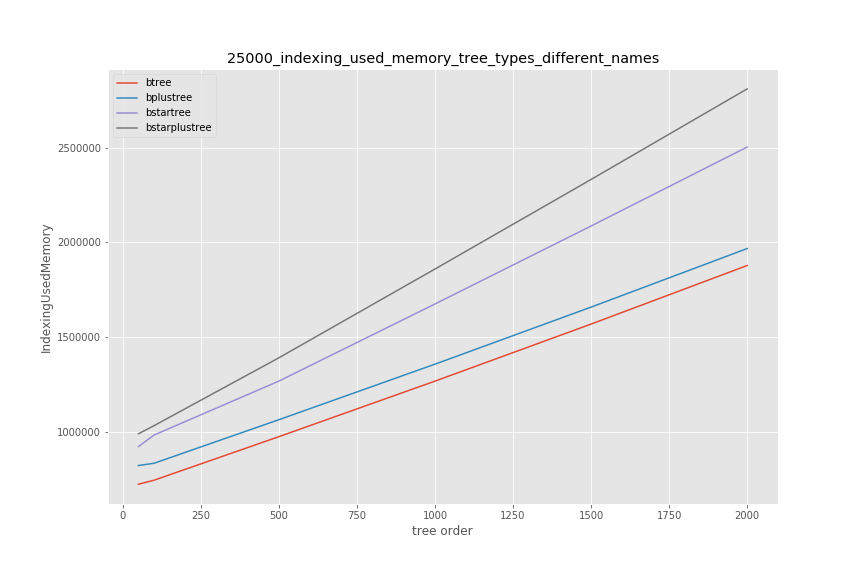 25000_indexing_used_memory_tree_types_different_names
btree
bplustree
bstartree
bstarplustree
2500000
2000000
1500000
1000000
IndexingUsedMemory
0
250
500
750
1000
1250
1500
1750
2000
tree order